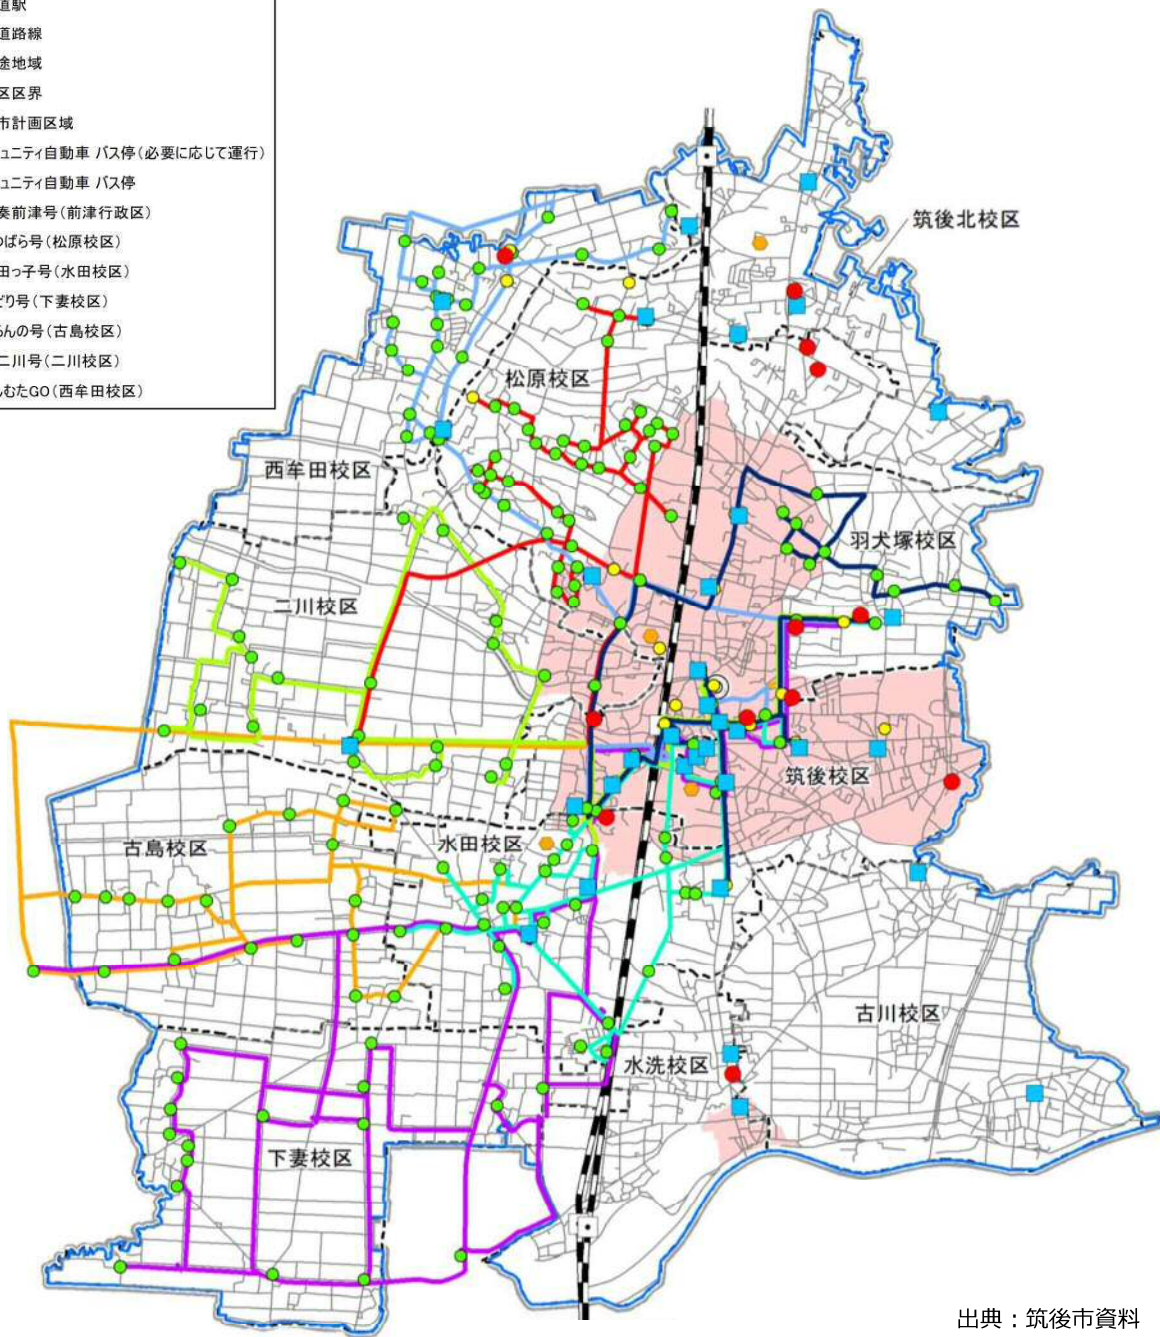 道駅
道路線
途地域
区区界
市計画区域
ュニティ自動車 バス停(必要に応じて運行)
ュニティ自動車 バス停
奏前津号(前津行政区)
つばら号(松原校区)
田っ子号(水田校区)
どり号(下妻校区)
らんの号(古島校区)
二川号(二川校区)
んむたGO(西牟田校区)
筑後北校区
松原校区
西牟田校区
羽犬塚校区
二川校区
筑後校区
古島校区
水田校区
古川校区
水洗校区
下妻校区
出典：筑後市資料